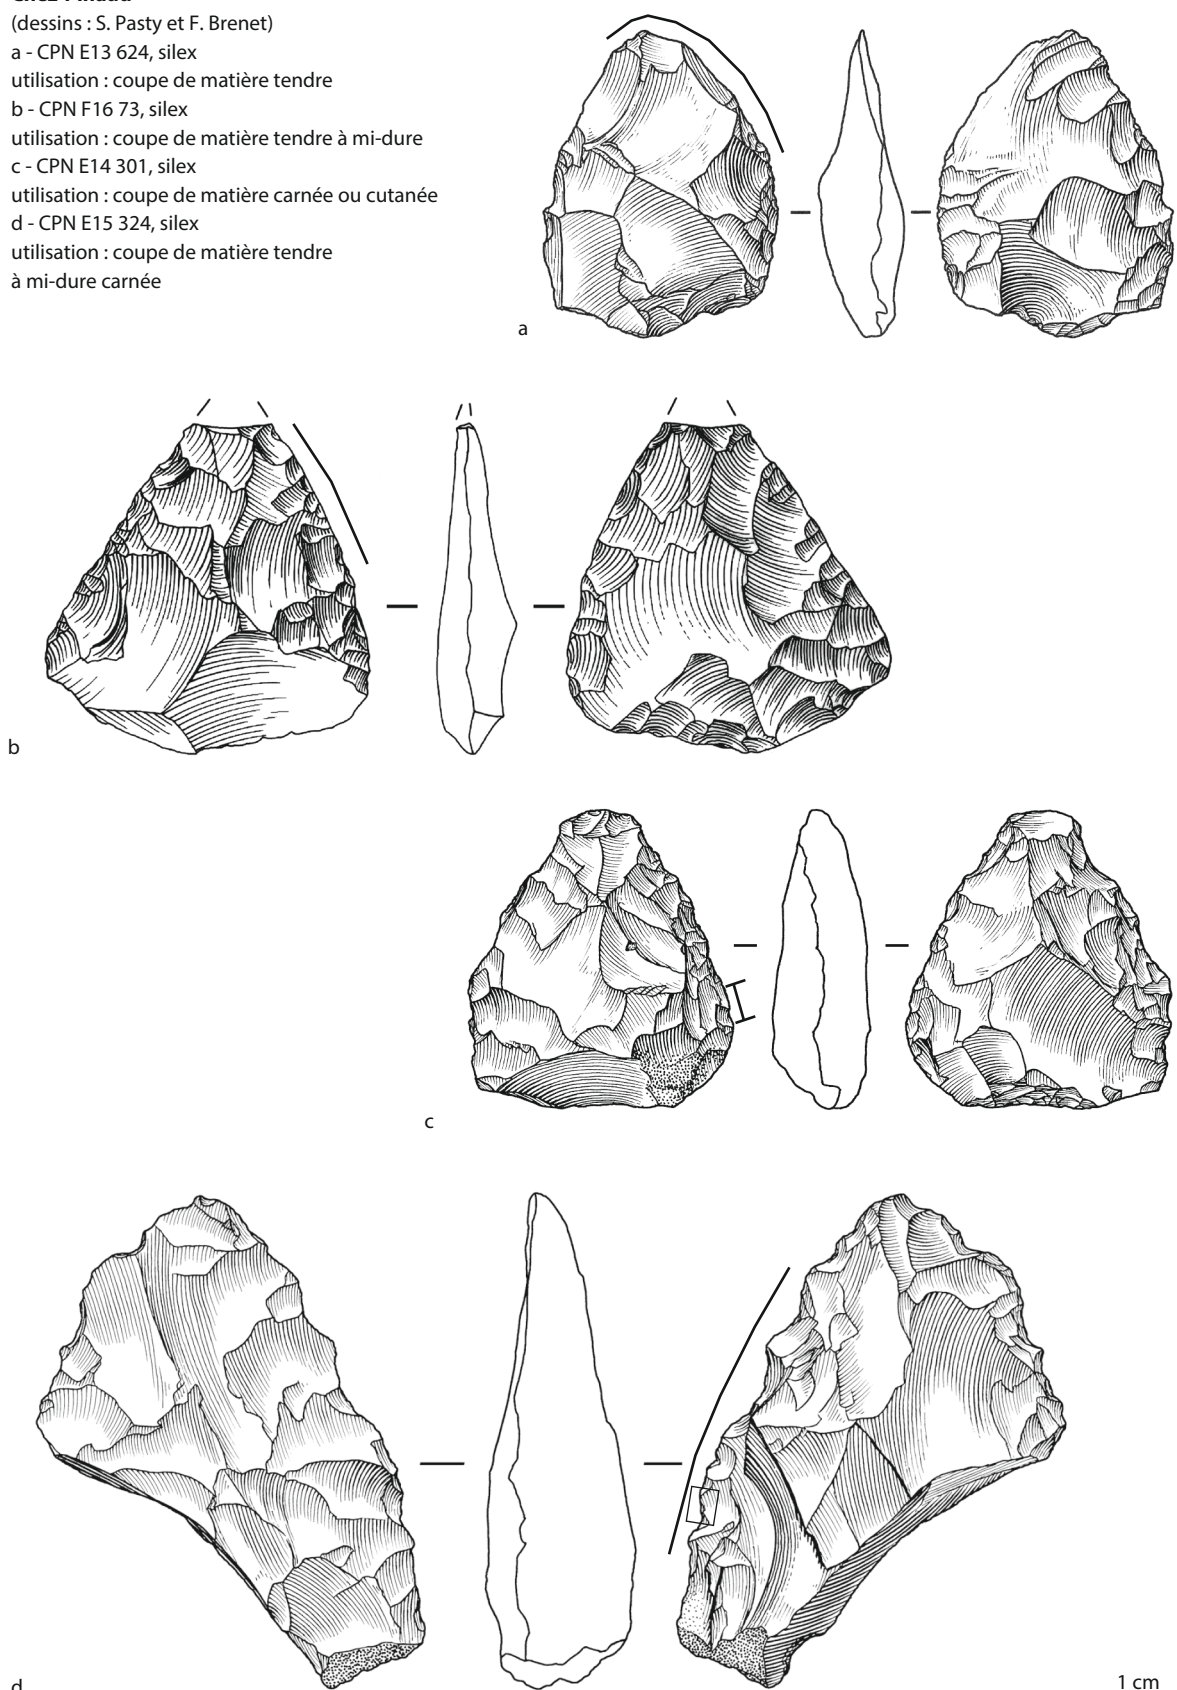 (dessins : S. Pasty et F. Brenet)
a - CPN E13 624, silex
utilisation : coupe de matière tendre
b - CPN F16 73, silex
utilisation : coupe de matière tendre à mi-dure
c - CPN E14 301, silex
utilisation : coupe de matière carnée ou cutanée
d - CPN E15 324, silex
utilisation : coupe de matière tendre
à mi-dure carnée
a
b
c
d
1 cm